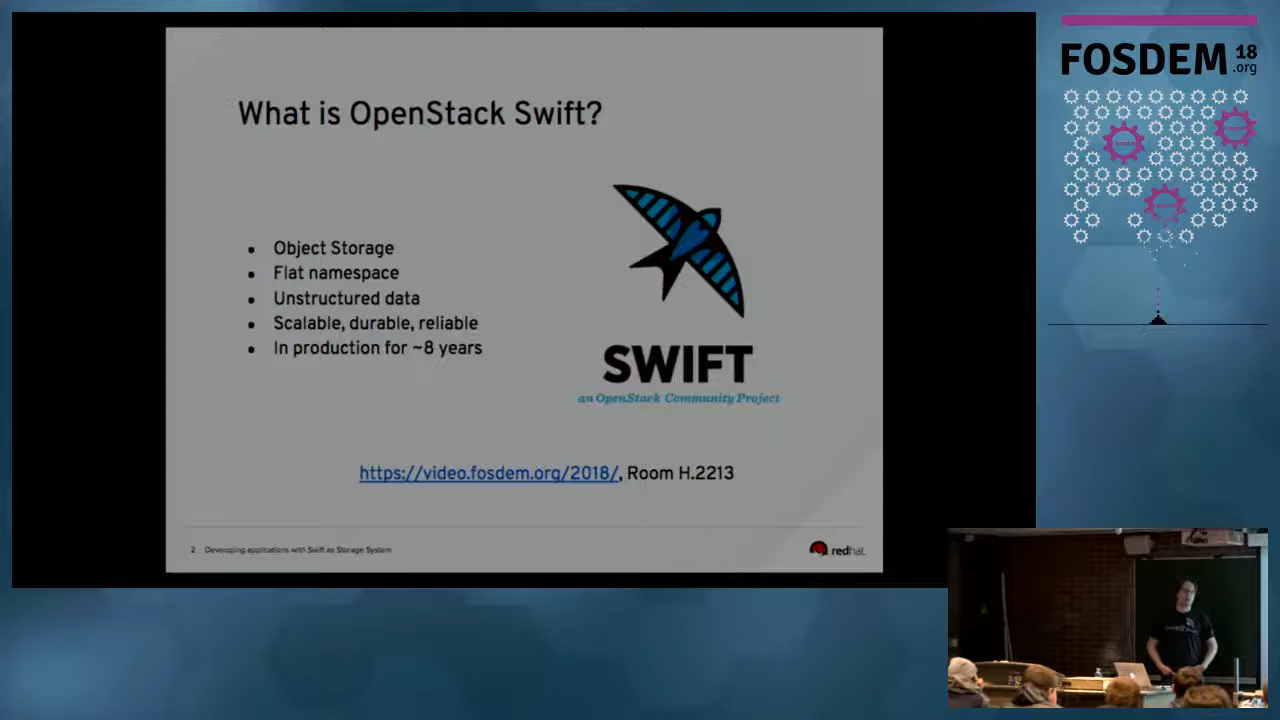 What is OpenStack Swift?
• Object Storage
• Flat namespace
• Unstructured data
• Scalable, durable, reliable
• In production for ~8 years
SWIFT
an OpenStack Community Project
https://video.fosdem.org/2018/, Room H.2213
2 Developing applications with Swift as Storage System
redhat.
FOSDEM 18
.org